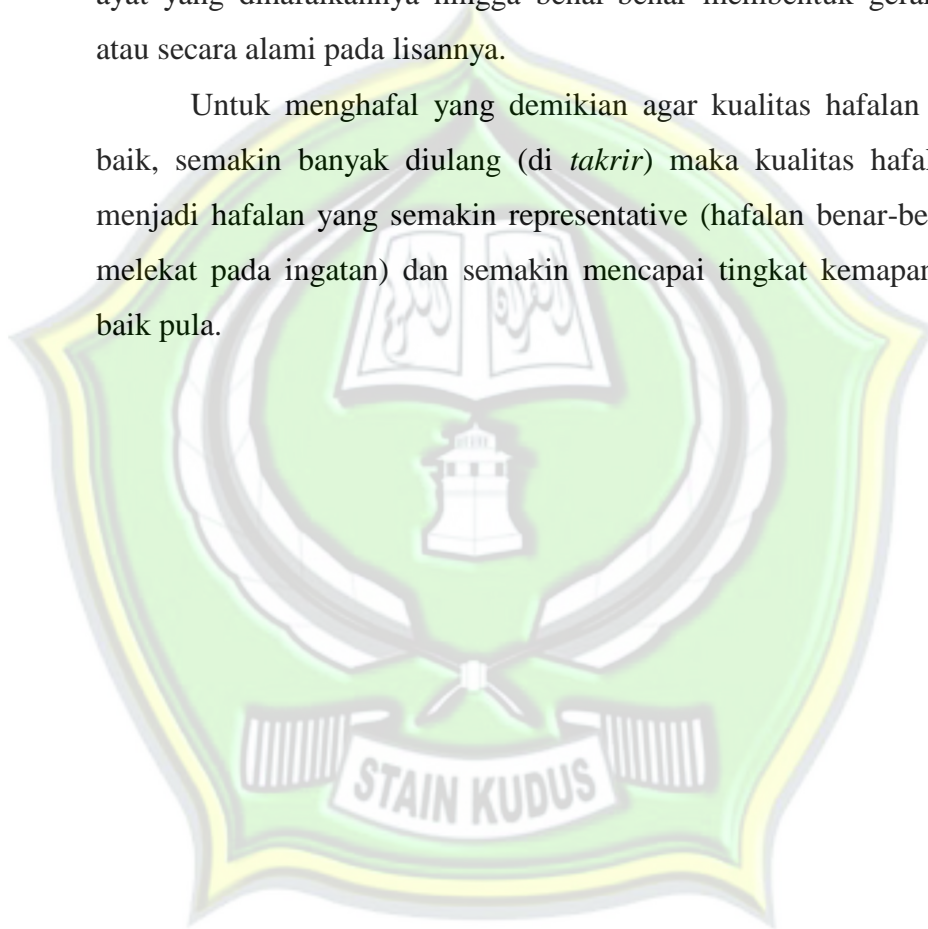 ayat yang dihafalkannya hingga benar-benar membentuk gera
atau secara alami pada lisannya.
Untuk menghafal yang demikian agar kualitas hafalan
baik, semakin banyak diulang (di takrir) maka kualitas hafal
menjadi hafalan yang semakin representative (hafalan benar-be
melekat pada ingatan) dan semakin mencapai tingkat kemapan
baik pula.
STAIN KUDUS